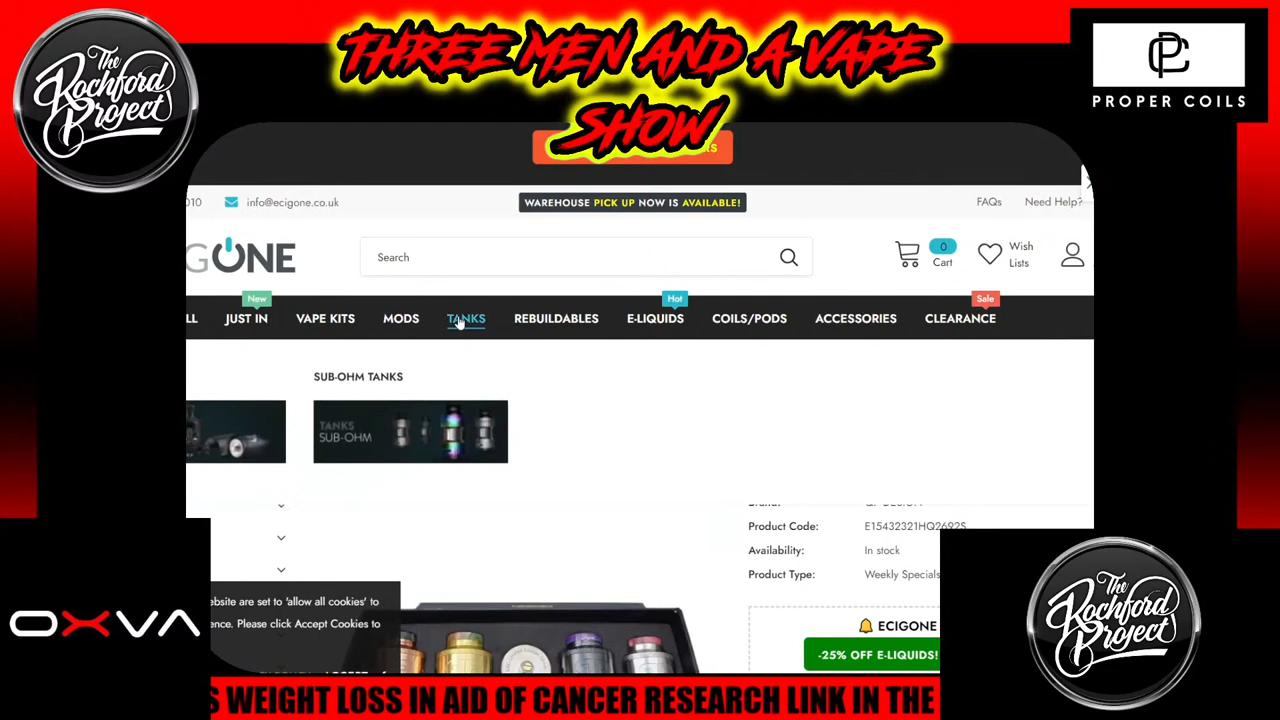 The
Rochford
Project
THREE MEN AND A VAPE
SHOW
PC
PROPER COILS
010
info@ecigone.co.uk
WAREHOUSE PICK UP NOW IS AVAILABLE!
FAQs
Need Help?
GONE
Search
0
Cart
Wish
Lists
New
Hot
Sale
LL
JUST IN
VAPE KITS
MODS
TANKS
REBUILDABLES
E-LIQUIDS
COILS/PODS
ACCESSORIES
CLEARANCE
SUB-OHM TANKS
TANKS
SUB-OHM
Product Code: E15432321HQ2692S
Availability: In stock
Product Type: Weekly Specials
ebsite are set to 'allow all cookies' to
ence. Please click Accept Cookies to
ECIGONE
-25% OFF E-LIQUIDS!
OXVA
The
Rochford
Project
S WEIGHT LOSS IN AID OF CANCER RESEARCH LINK IN THE